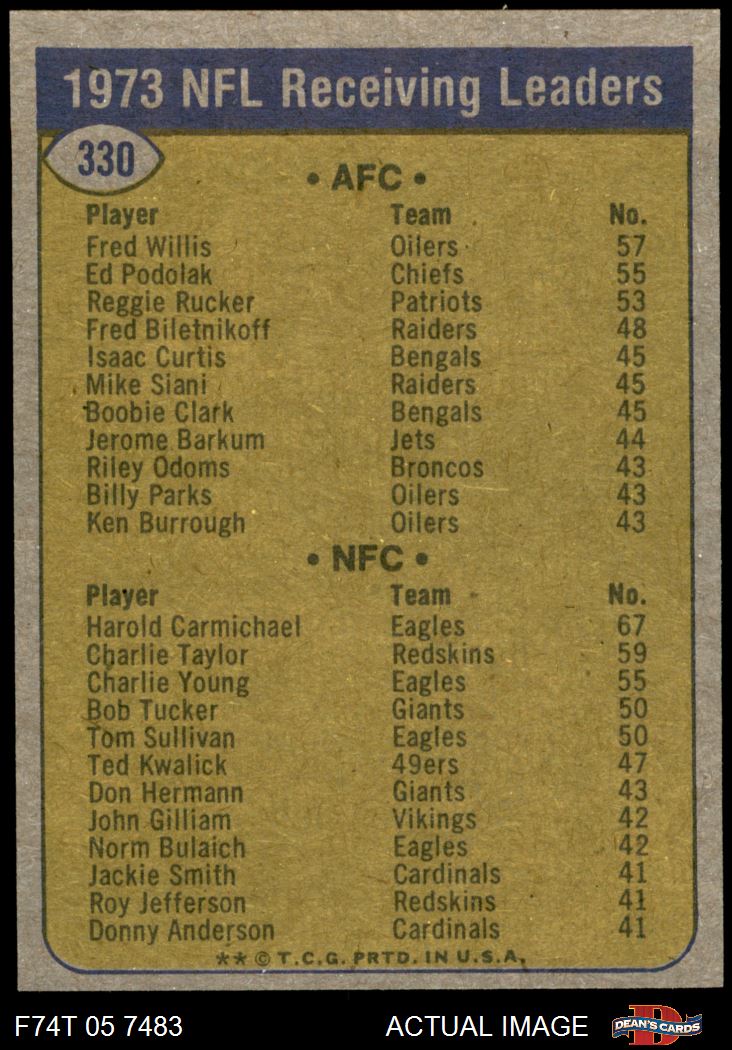 1973 NFL Receiving Leaders
330
• AFC •
Player Team No.
Fred Willis Oilers 57
Ed Podolak Chiefs 55
Reggie Rucker Patriots 53
Fred Biletnikoff Raiders 48
Isaac Curtis Bengals 45
Mike Siani Raiders 45
Boobie Clark Bengals 45
Jerome Barkum Jets 44
Riley Odoms Broncos 43
Billy Parks Oilers 43
Ken Burrough Oilers 43
• NFC •
Player Team No.
Harold Carmichael Eagles 67
Charlie Taylor Redskins 59
Charlie Young Eagles 55
Bob Tucker Giants 50
Tom Sullivan Eagles 50
Ted Kwalick 49ers 47
Don Hermann Giants 43
John Gilliam Vikings 42
Norm Bulaich Eagles 42
Jackie Smith Cardinals 41
Roy Jefferson Redskins 41
Donny Anderson Cardinals 41
** © T.C.G. PRTD. IN U.S.A.
F74T 05 7483 ACTUAL IMAGE DEAN'S CARDS